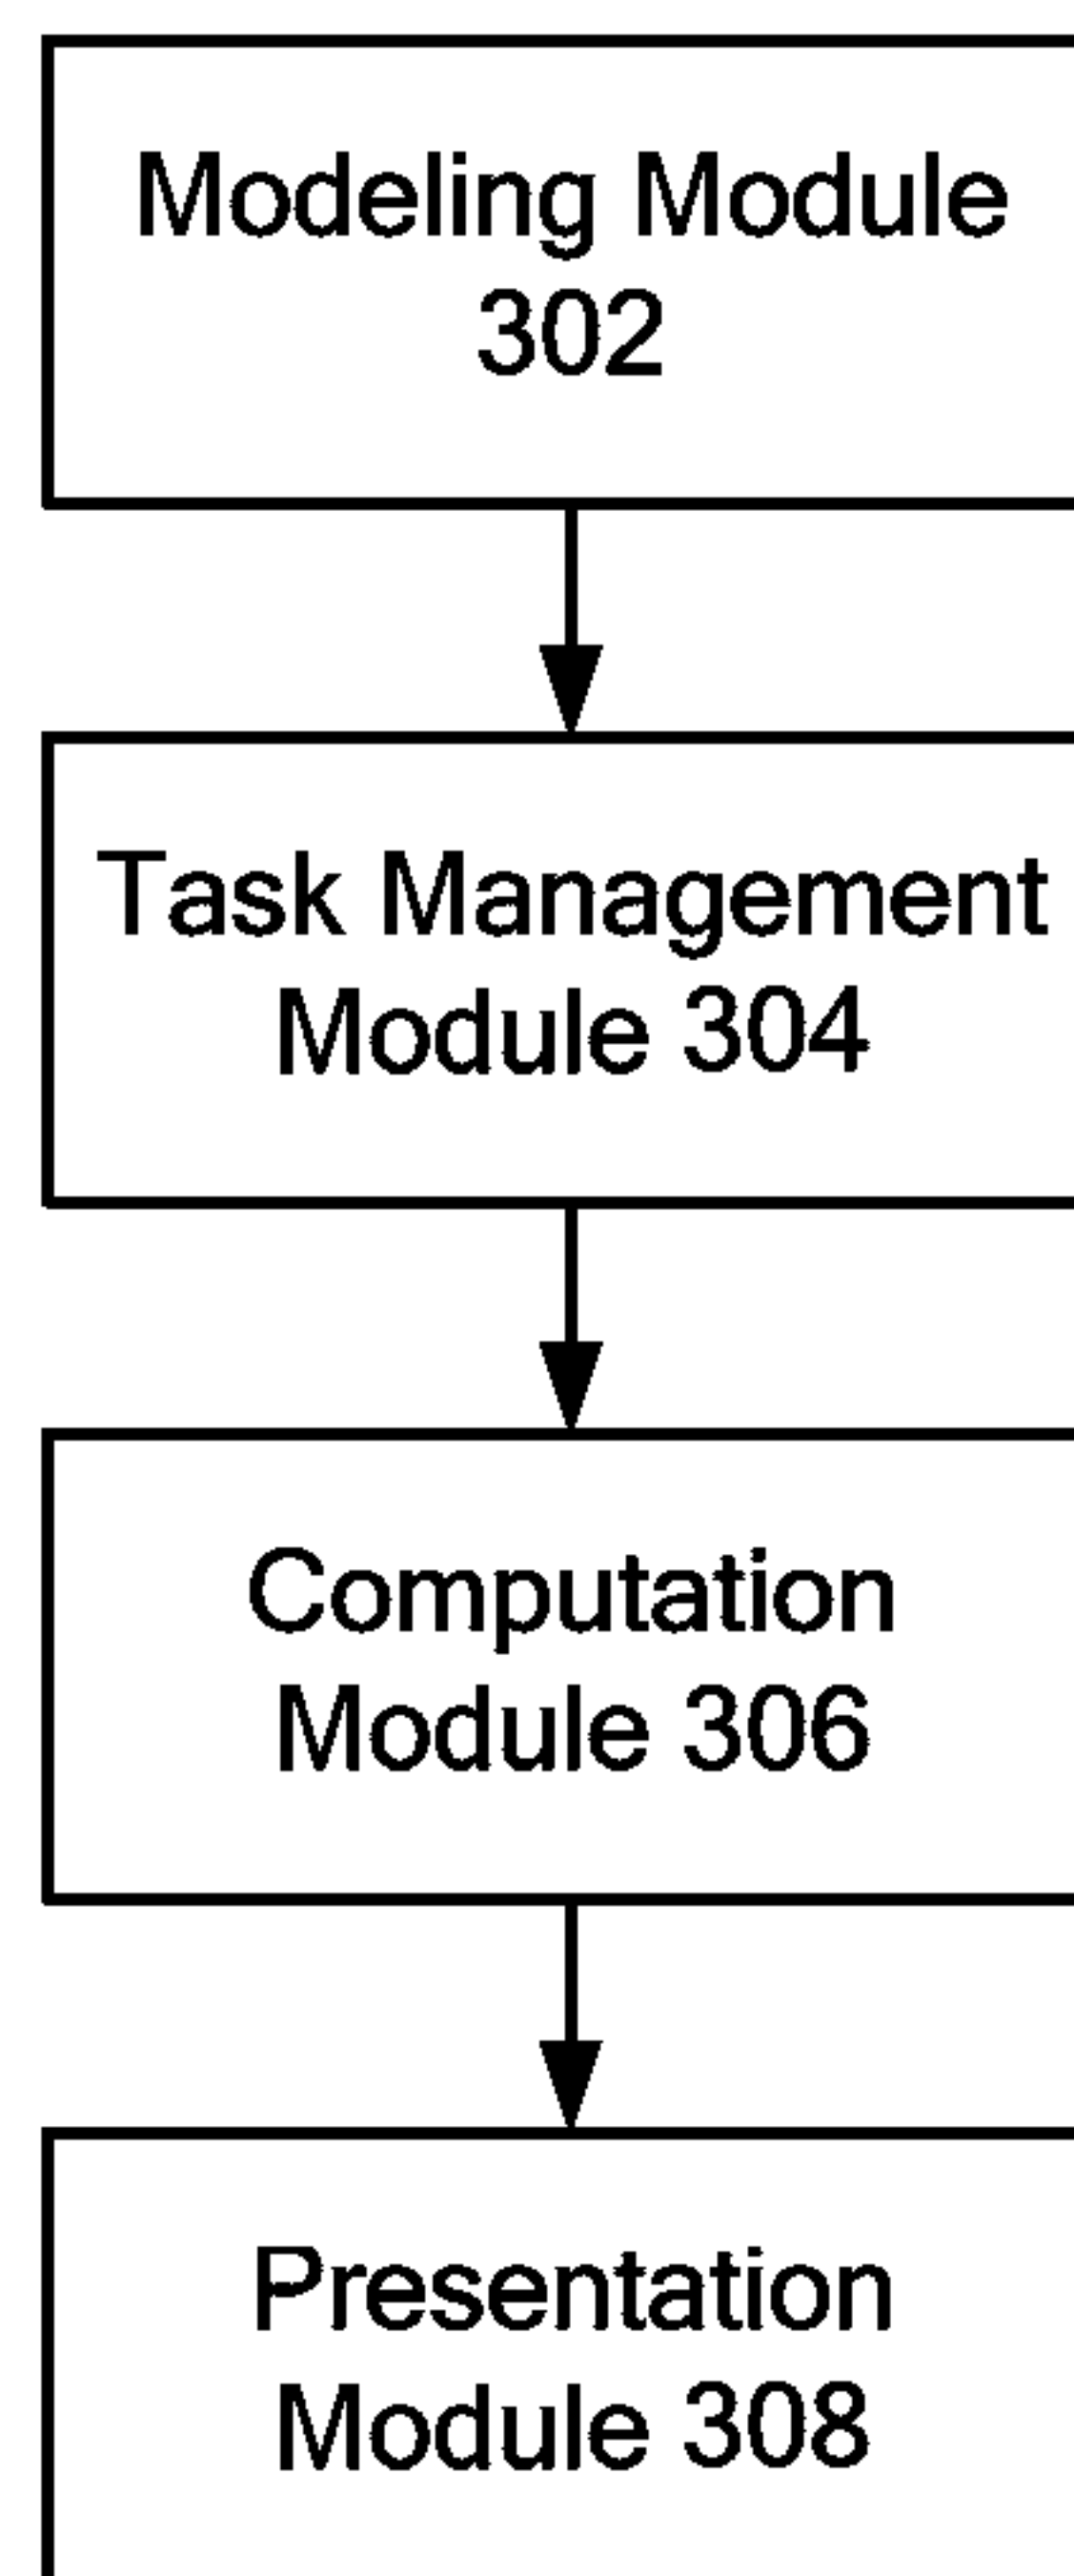 Modeling Module
302
Task Management
Module 304
Computation
Module 306
Presentation
Module 308